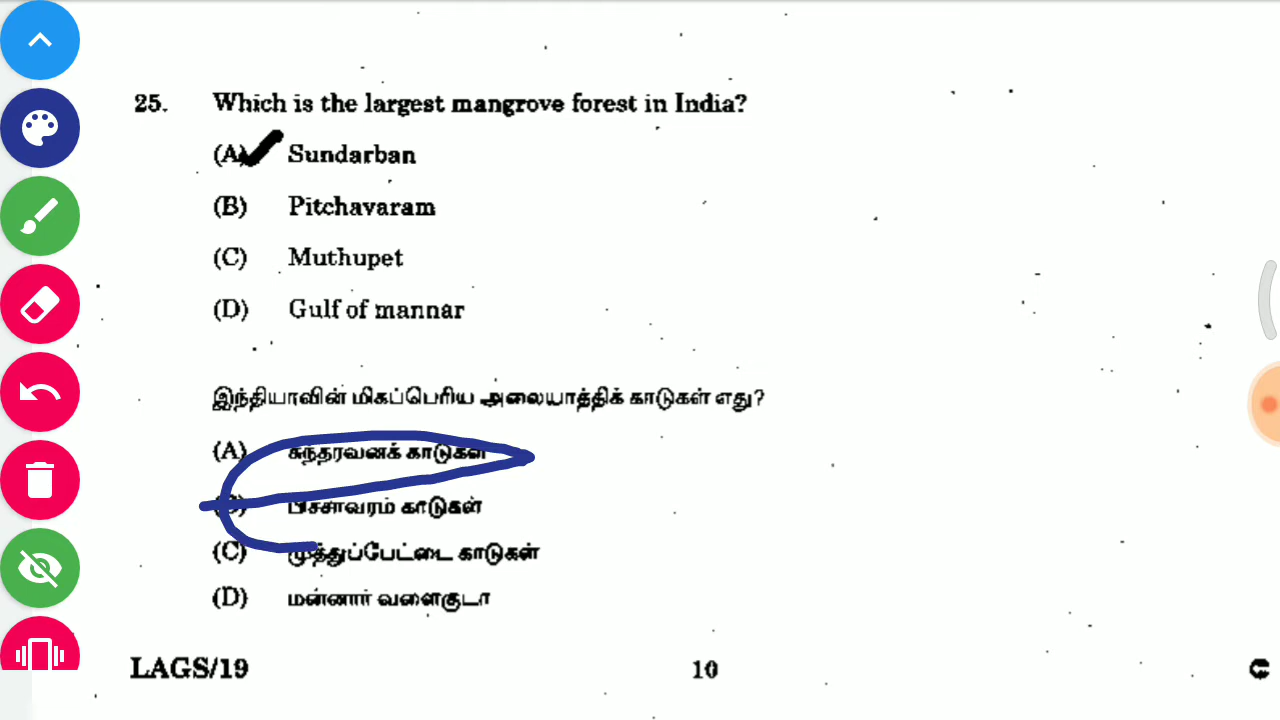 25. Which is the largest mangrove forest in India?
(A) Sundarban
(B) Pitchavaram
(C) Muthupet
(D) Gulf of mannar
இந்தியாவின் மிகப்பெரிய அலையாத்திக் காடுகள் எது?
(A) சுந்தரவனக் காடுகள்
(B) பிச்சாவரம் காடுகள்
(C) முத்துப்பேட்டை காடுகள்
(D) மன்னார் வளைகுடா
LAGS/19 10